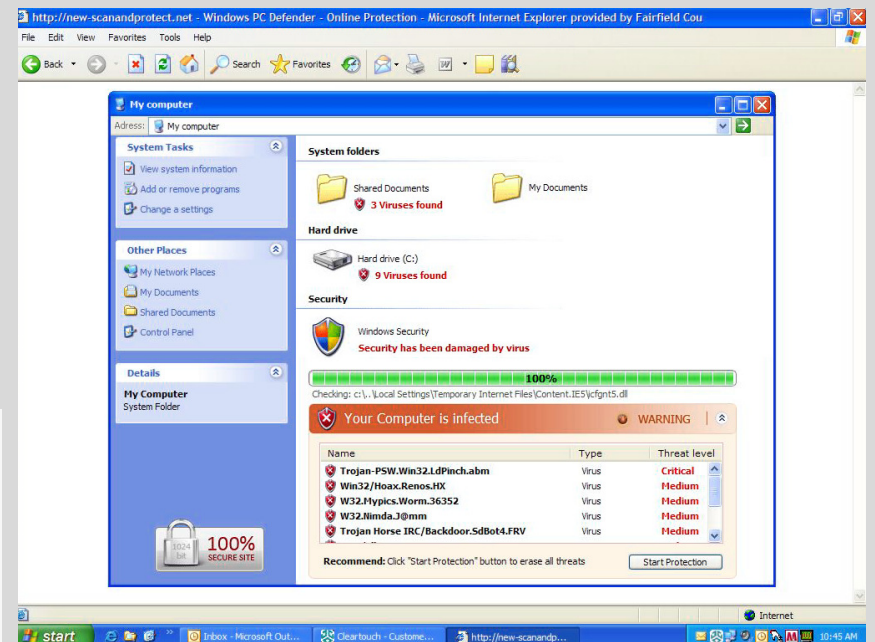 http://new-scanandprotect.net - Windows PC Defender - Online Protection - Microsoft Internet Explorer provided by Fairfield Cou
File Edit View Favorites Tools Help
Back Search Favorites
My computer
Adress: My computer
System Tasks
View system information
Add or remove programs
Change a settings
Other Places
My Network Places
My Documents
Shared Documents
Control Panel
Details
My Computer
System Folder
1024 bit
100%
SECURE SITE
System folders
Shared Documents
3 Viruses found
My Documents
Hard drive
Hard drive (C:)
9 Viruses found
Security
Windows Security
Security has been damaged by virus
100%
Checking: c:\..\Local Settings\Temporary Internet Files\Content.IE5\jcfgnt5.dll
Your Computer is infected WARNING
Name Type Threat level
Trojan-PSW.Win32.LdPinch.abm Virus Critical
Win32/Hoax.Renos.HX Virus Medium
W32.Mypics.Worm.36352 Virus Medium
W32.Nimda.J@mm Virus Medium
Trojan Horse IRC/Backdoor.SdBot4.FRV Virus Medium
Recommend: Click "Start Protection" button to erase all threats Start Protection
Internet
start Inbox - Microsoft Out... Cleartouch - Custome... http://new-scanandp... 10:45 AM